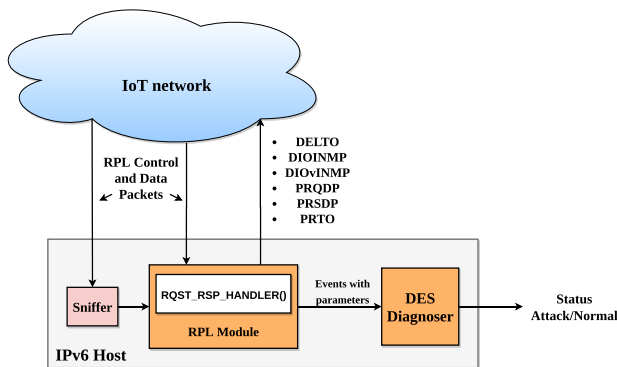 IoT network
RPL Control
and Data
Packets
• DELTO
• DIOINMP
• DIOvINMP
• PRQDP
• PRSDP
• PRTO
Sniffer
RQST_RSP_HANDLER()
RPL Module
Events with
parameters
DES
Diagnoser
Status
Attack/Normal
IPv6 Host